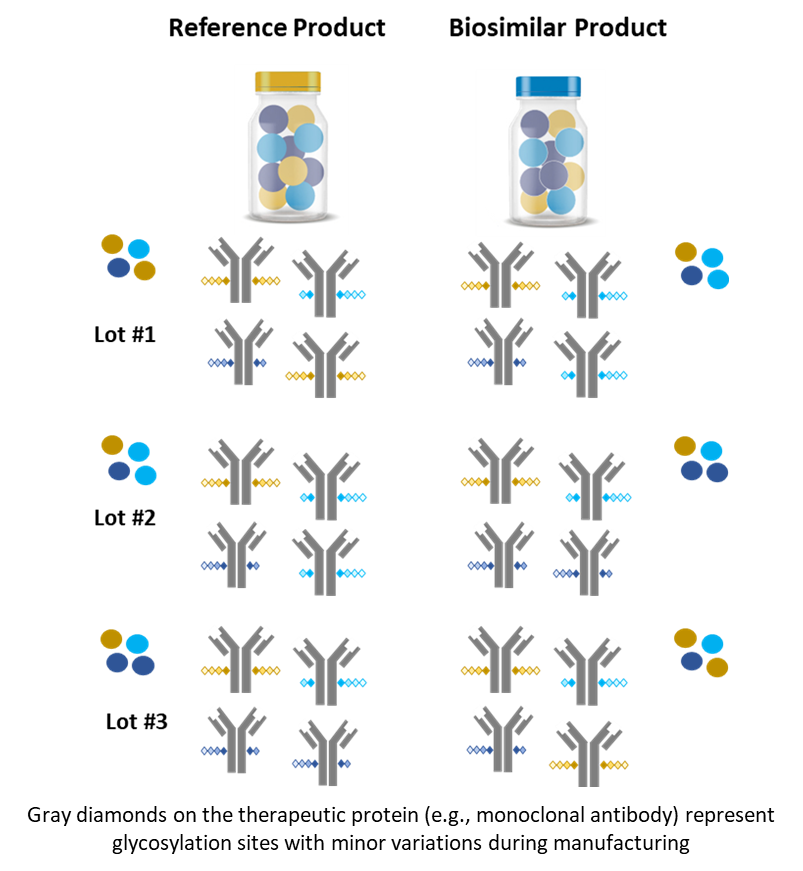 Reference Product
Biosimilar Product
Lot #1
Lot #2
Lot #3
Gray diamonds on the therapeutic protein (e.g., monoclonal antibody) represent
glycosylation sites with minor variations during manufacturing